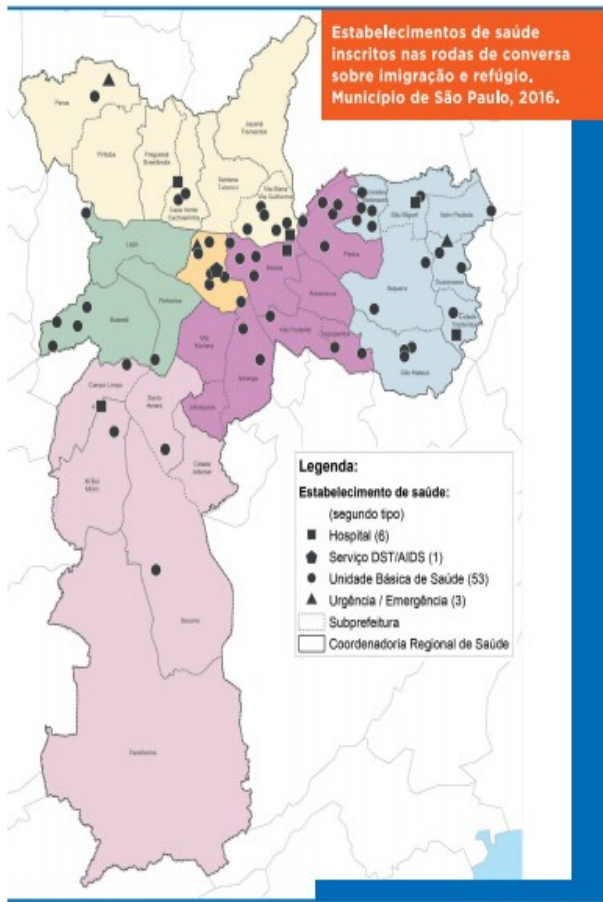 Estabelecimentos de saúde
inscritos nas rodas de conversa
sobre imigração e refúgio.
Município de São Paulo, 2016.
Jaçanã
Tremembé
Perus
Pirituba
Freguesia
Brasilândia
Santana
Tucuruvi
Casa Verde
Cachoeirinha
Vila Maria
Vila Guilherme
Ermelino
Matarazzo
São Miguel
Itaim Paulista
Lapa
Penha
Mooca
Itaquera
Guaianases
Pinheiros
Butantã
Aricanduva
Cidade
Tiradentes
Vila Prudente
Sapopemba
Vila
Mariana
São Mateus
Ipiranga
Jabaquara
Campo Limpo
Santo
Amaro
Cidade
Ademar
M'Boi
Mirim
Socorro
Parelheiros
Legenda:
Estabelecimento de saúde:
(segundo tipo)
Hospital (6)
Serviço DST/AIDS (1)
Unidade Básica de Saúde (53)
Urgência / Emergência (3)
Subprefeitura
Coordenadoria Regional de Saúde